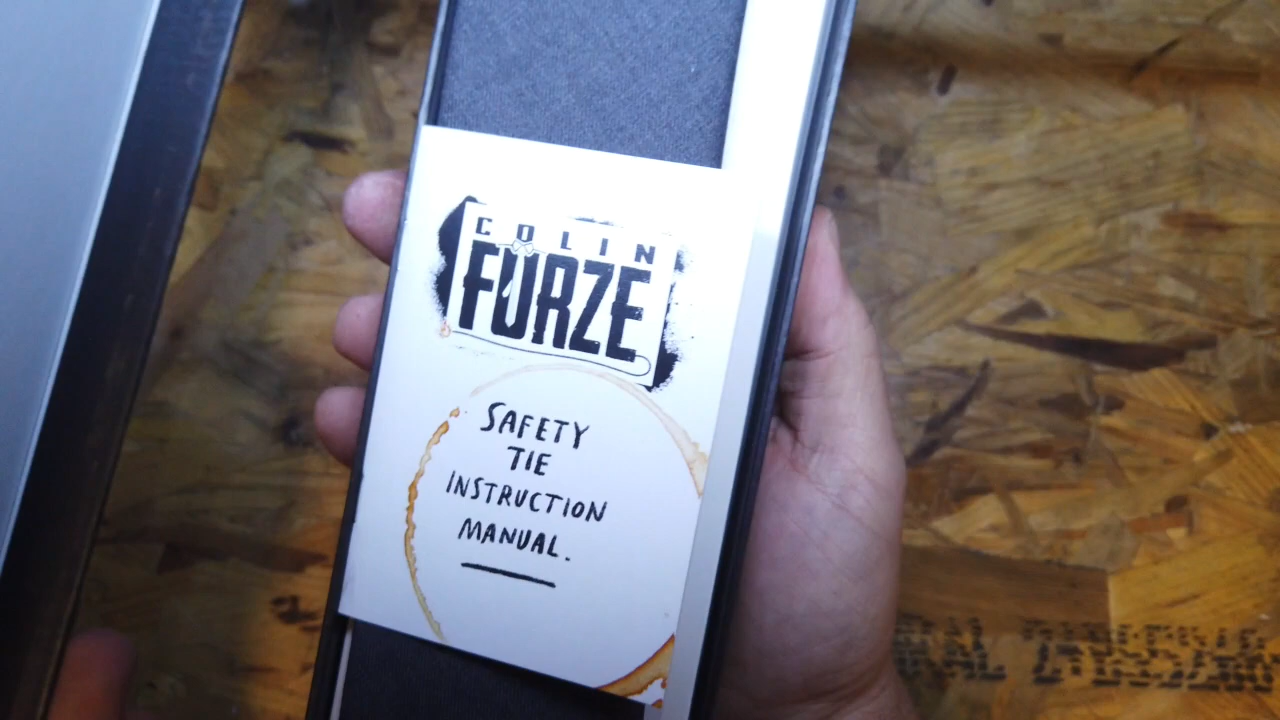 COLIN
FURZE
SAFETY
TIE
INSTRUCTION
MANUAL.